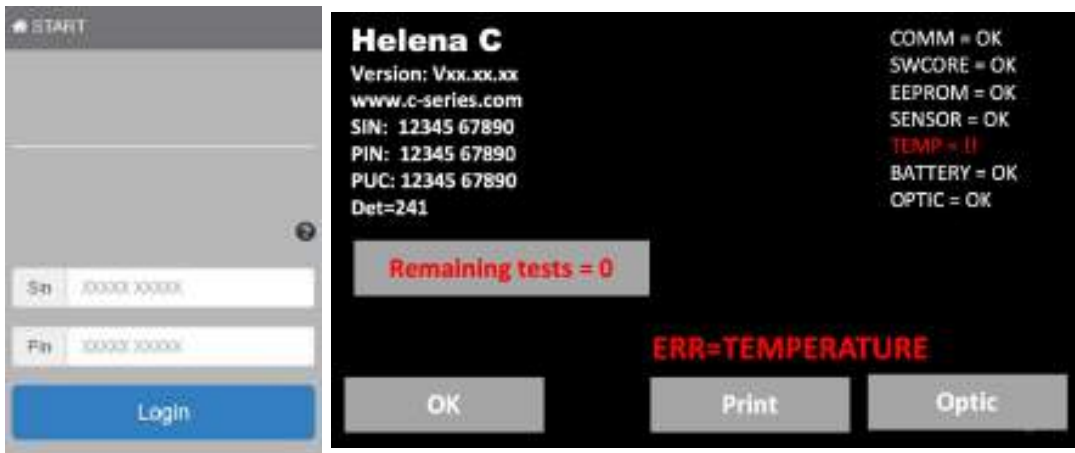 START
Sin XXXXX XXXXX
Pin XXXXX XXXXX
Login
Helena C
Version: Vxx.xx.xx
www.c-series.com
SIN: 12345 67890
PIN: 12345 67890
PUC: 12345 67890
Det=241
COMM = OK
SWCORE = OK
EEPROM = OK
SENSOR = OK
TEMP = !!
BATTERY = OK
OPTIC = OK
Remaining tests = 0
ERR=TEMPERATURE
OK
Print
Optic